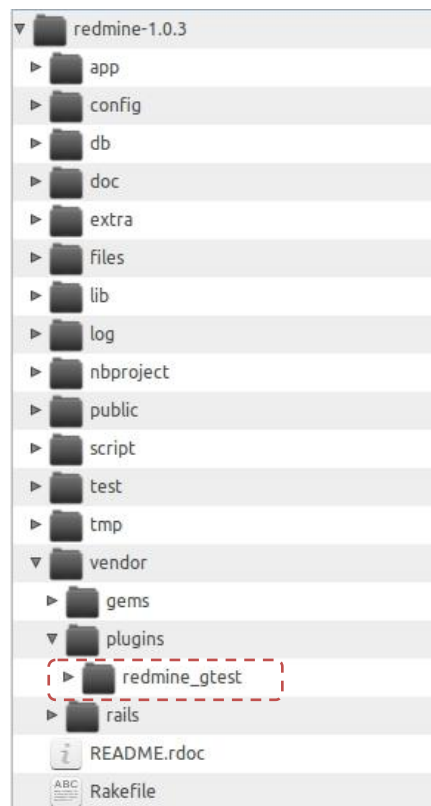 redmine-1.0.3
app
config
db
doc
extra
files
lib
log
nbproject
public
script
test
tmp
vendor
gems
plugins
redmine_gtest
rails
README.rdoc
ABC
Rakefile